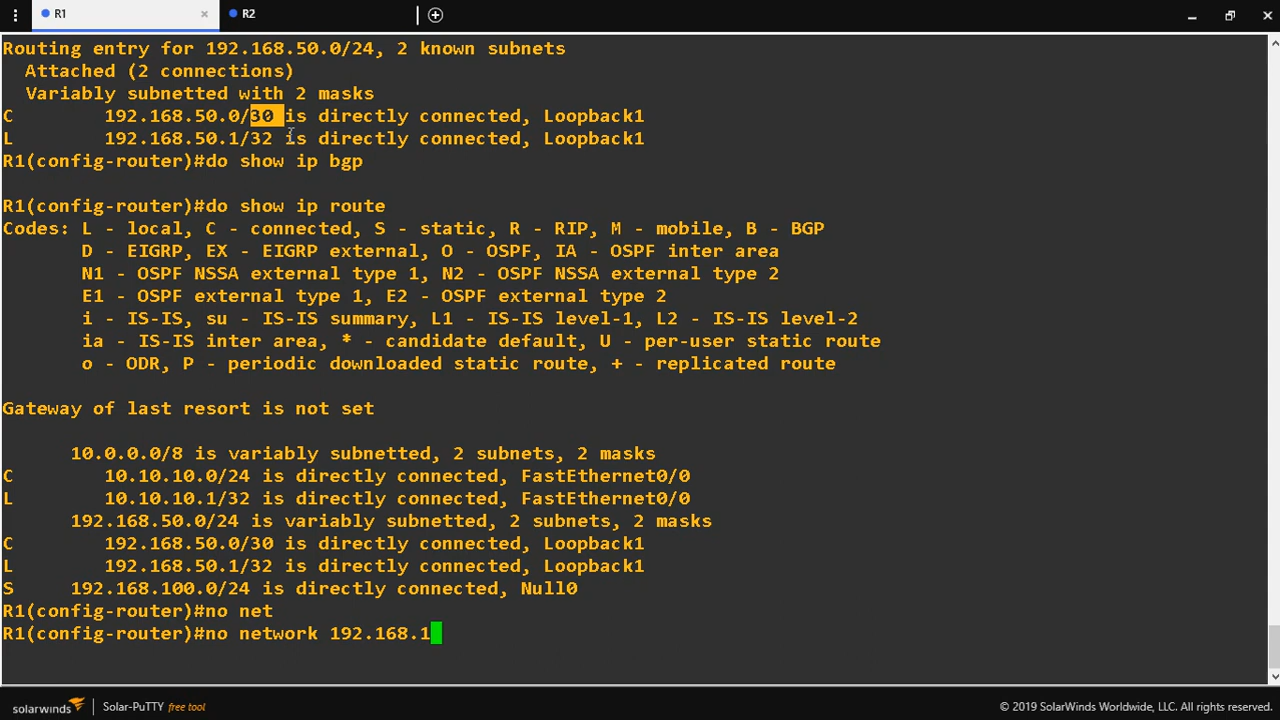 R1
R2
Routing entry for 192.168.50.0/24, 2 known subnets
Attached (2 connections)
Variably subnetted with 2 masks
C 192.168.50.0/30 is directly connected, Loopback1
L 192.168.50.1/32 is directly connected, Loopback1
R1(config-router)#do show ip bgp
R1(config-router)#do show ip route
Codes: L - local, C - connected, S - static, R - RIP, M - mobile, B - BGP
D - EIGRP, EX - EIGRP external, O - OSPF, IA - OSPF inter area
N1 - OSPF NSSA external type 1, N2 - OSPF NSSA external type 2
E1 - OSPF external type 1, E2 - OSPF external type 2
i - IS-IS, su - IS-IS summary, L1 - IS-IS level-1, L2 - IS-IS level-2
ia - IS-IS inter area, * - candidate default, U - per-user static route
o - ODR, P - periodic downloaded static route, + - replicated route
Gateway of last resort is not set
10.0.0.0/8 is variably subnetted, 2 subnets, 2 masks
C 10.10.10.0/24 is directly connected, FastEthernet0/0
L 10.10.10.1/32 is directly connected, FastEthernet0/0
192.168.50.0/24 is variably subnetted, 2 subnets, 2 masks
C 192.168.50.0/30 is directly connected, Loopback1
L 192.168.50.1/32 is directly connected, Loopback1
S 192.168.100.0/24 is directly connected, Null0
R1(config-router)#no net
R1(config-router)#no network 192.168.1
solarwinds Solar-PuTTY free tool © 2019 SolarWinds Worldwide, LLC. All rights reserved.